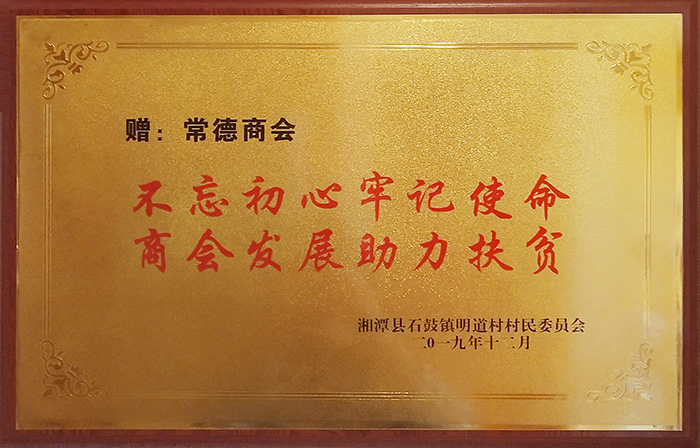 赠：常德商会
不忘初心牢记使命
商会发展助力扶贫
湘潭县石鼓镇明道村村民委员会
二0一九年十二月